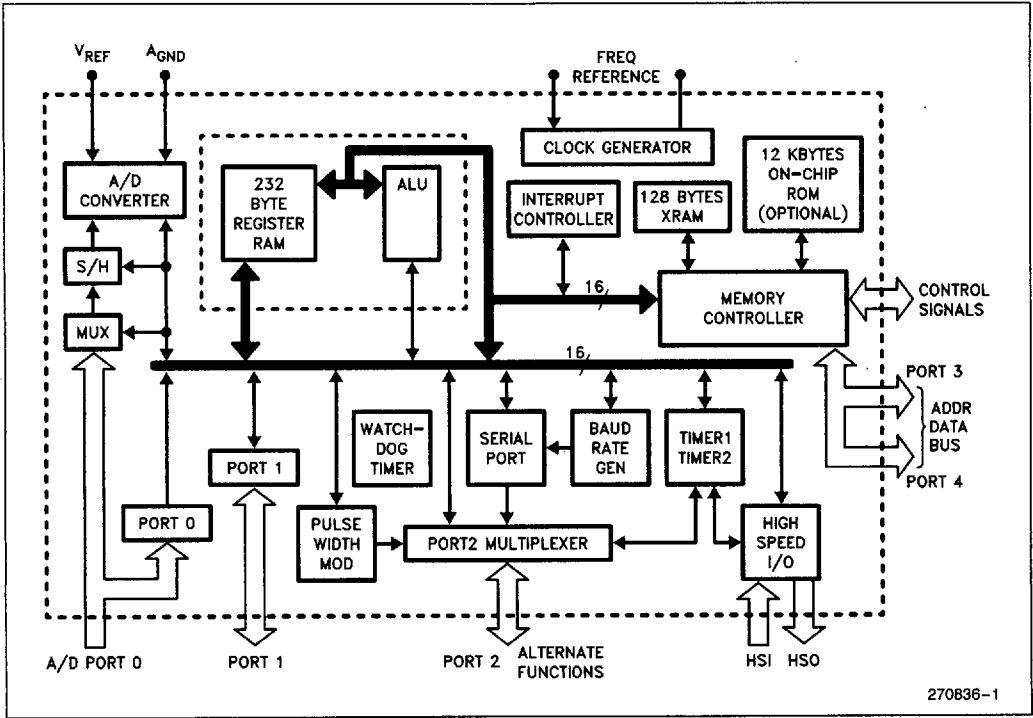 V_REF
A_GND
FREQ
REFERENCE
A/D
CONVERTER
S/H
MUX
232
BYTE
REGISTER
RAM
ALU
CLOCK GENERATOR
INTERRUPT
CONTROLLER
128 BYTES
XRAM
12 KBYTES
ON-CHIP
ROM
(OPTIONAL)
16
MEMORY
CONTROLLER
CONTROL
SIGNALS
16
PORT 3
ADDR
DATA
BUS
PORT 4
WATCH-
DOG
TIMER
SERIAL
PORT
BAUD
RATE
GEN
TIMER1
TIMER2
PORT 1
PORT 0
PULSE
WIDTH
MOD
PORT2 MULTIPLEXER
HIGH
SPEED
I/O
A/D PORT 0
PORT 1
PORT 2
ALTERNATE
FUNCTIONS
HSI
HSO
270836-1